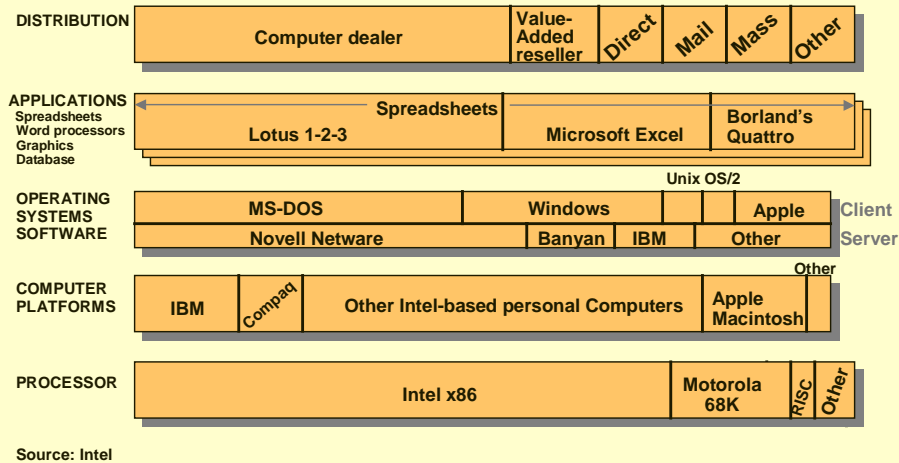 DISTRIBUTION
Computer dealer
Value-
Added
reseller
Direct
Mail
Mass
Other
APPLICATIONS
Spreadsheets
Word processors
Graphics
Database
Spreadsheets
Lotus 1-2-3
Microsoft Excel
Borland's
Quattro
Unix OS/2
OPERATING
SYSTEMS
SOFTWARE
MS-DOS
Windows
Apple
Client
Novell Netware
Banyan
IBM
Other
Server
COMPUTER
PLATFORMS
IBM
Compaq
Other Intel-based personal Computers
Apple
Macintosh
Other
PROCESSOR
Intel x86
Motorola
68K
RISC
Other
Source: Intel